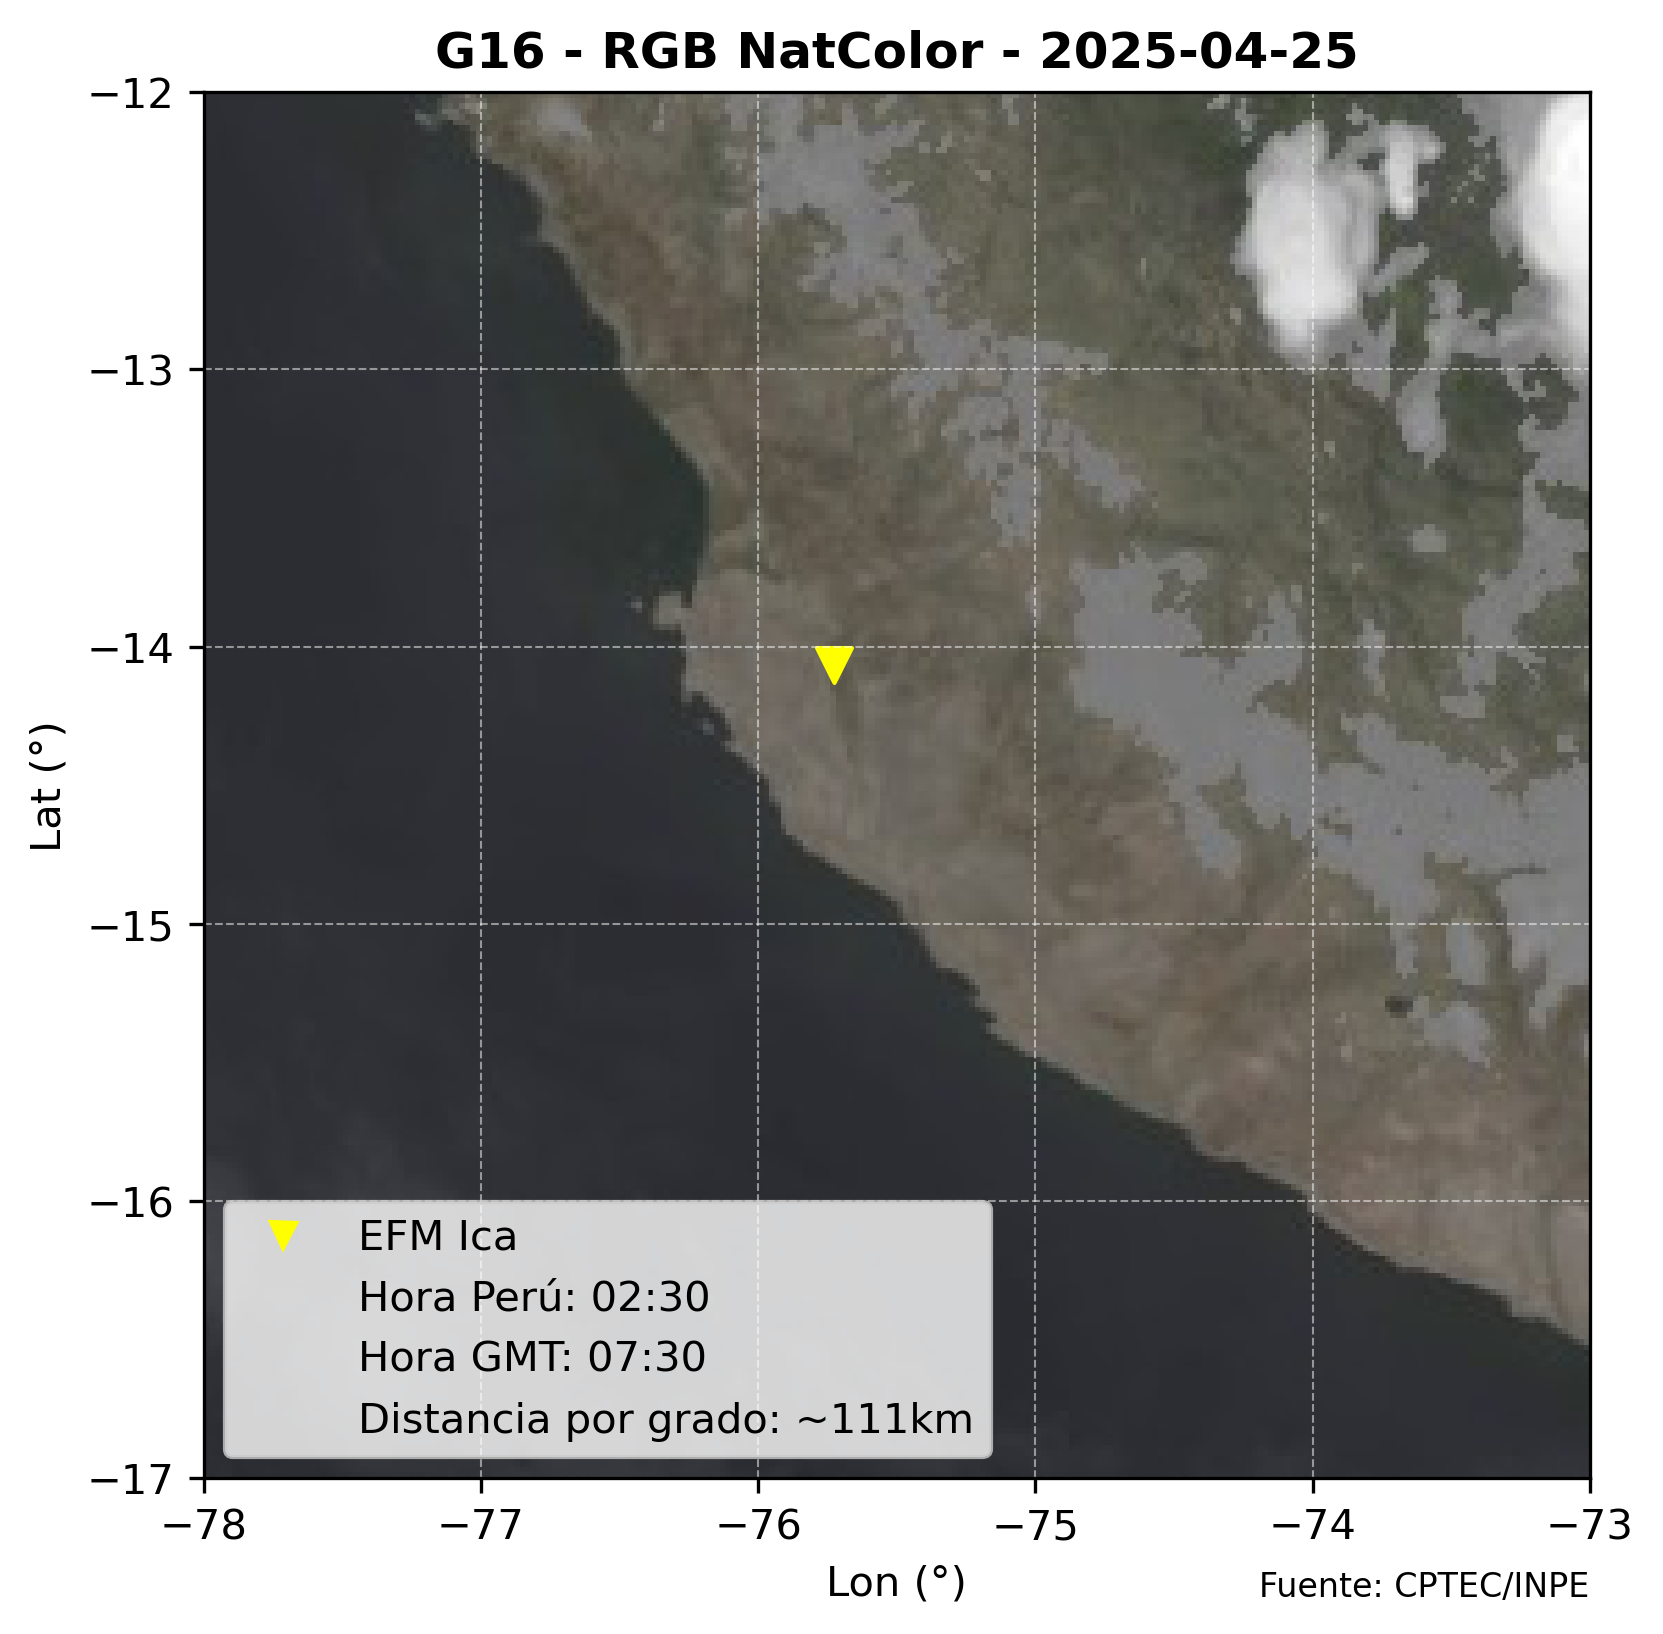 G16 - RGB NatColor - 2025-04-25
−12
−13
−14
−15
−16
−17
Lat (°)
EFM Ica
Hora Perú: 02:30
Hora GMT: 07:30
Distancia por grado: ~111km
−78 −77 −76 −75 −74 −73
Lon (°)
Fuente: CPTEC/INPE